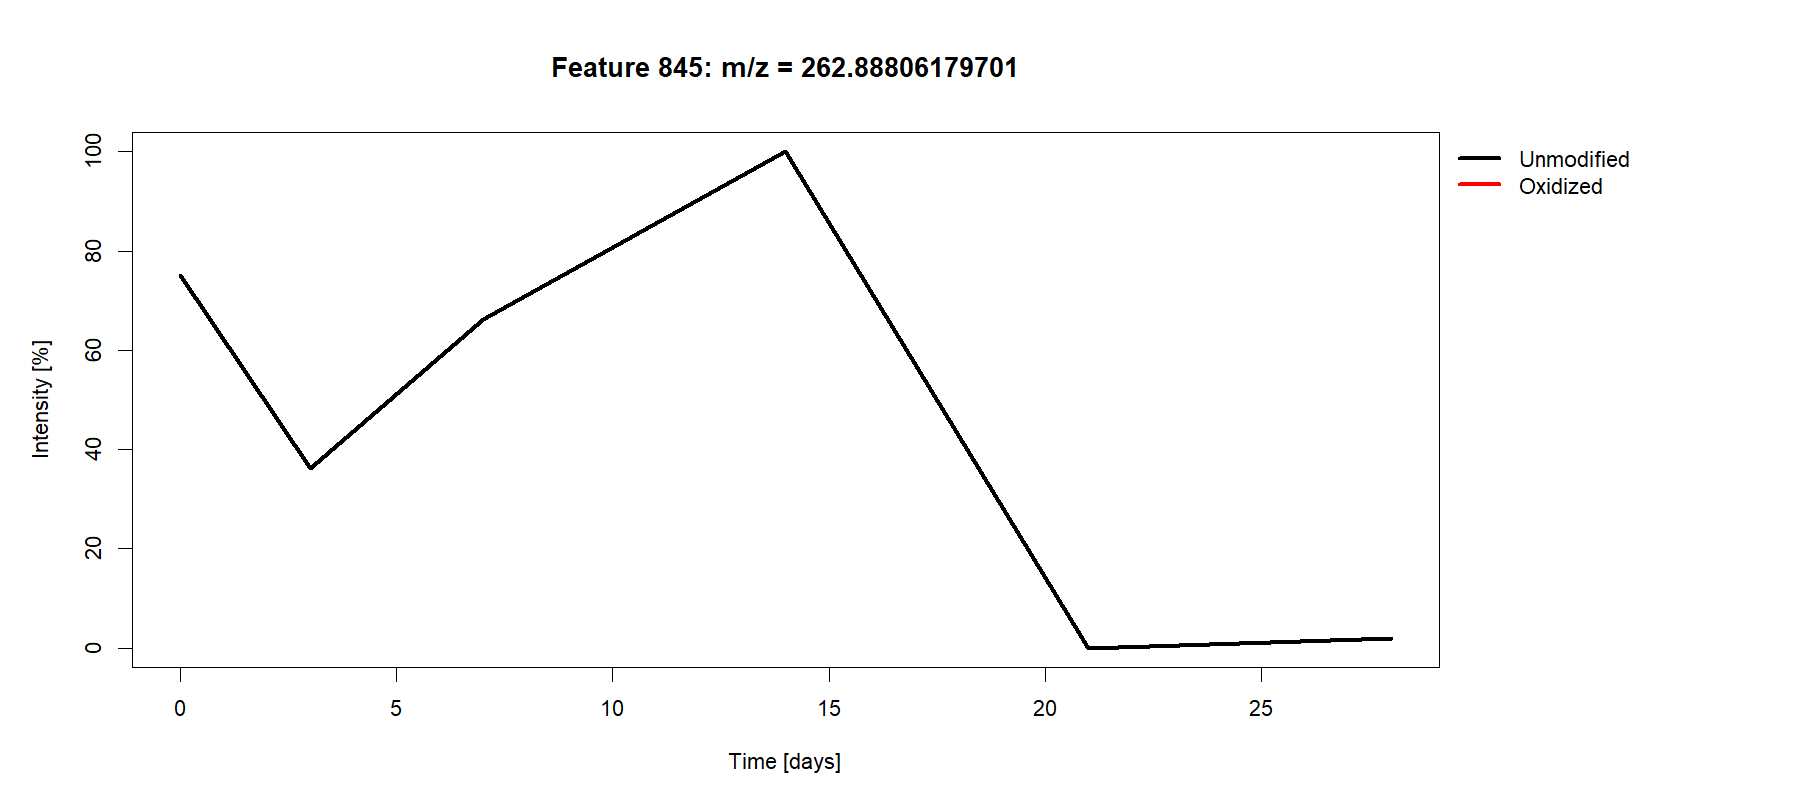 Feature 845: m/z = 262.88806179701
Unmodified
Oxidized
Intensity [%]
100
80
60
40
20
0
0 5 10 15 20 25
Time [days]